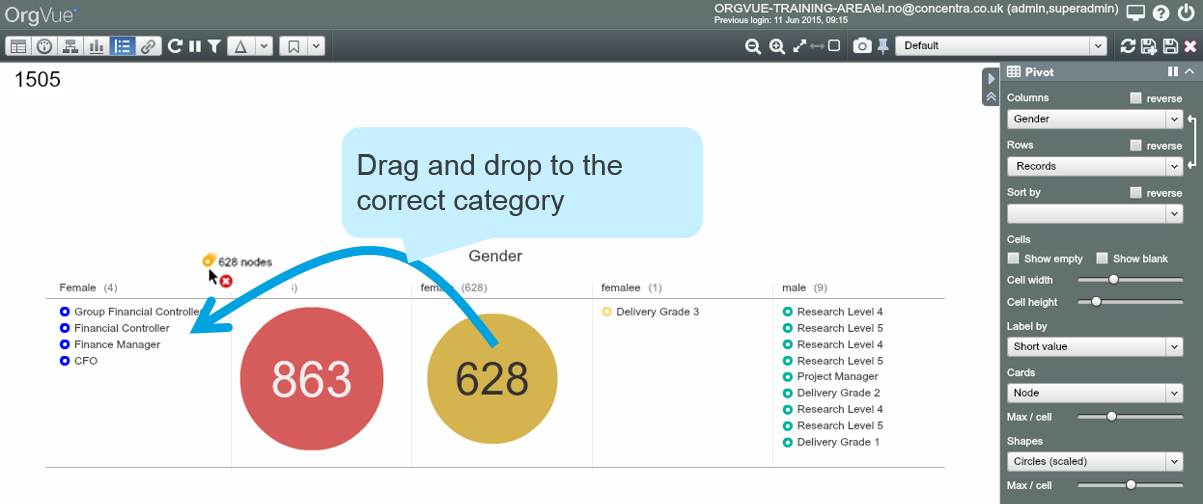 OrgVue
ORGVUE-TRAINING-AREA\el.no@concentra.co.uk (admin,superadmin)
Previous login: 11 Jun 2015, 09:15
Default
1505
Drag and drop to the
correct category
628 nodes
Gender
Female (4)
female (628)
femalee (1)
male (9)
Group Financial Controller
Financial Controller
Finance Manager
CFO
863
628
Delivery Grade 3
Research Level 4
Research Level 5
Research Level 4
Research Level 5
Project Manager
Delivery Grade 2
Research Level 4
Research Level 5
Delivery Grade 1
Pivot
Columns
reverse
Gender
Rows
reverse
Records
Sort by
reverse
Cells
Show empty
Show blank
Cell width
Cell height
Label by
Short value
Cards
Node
Max / cell
Shapes
Circles (scaled)
Max / cell